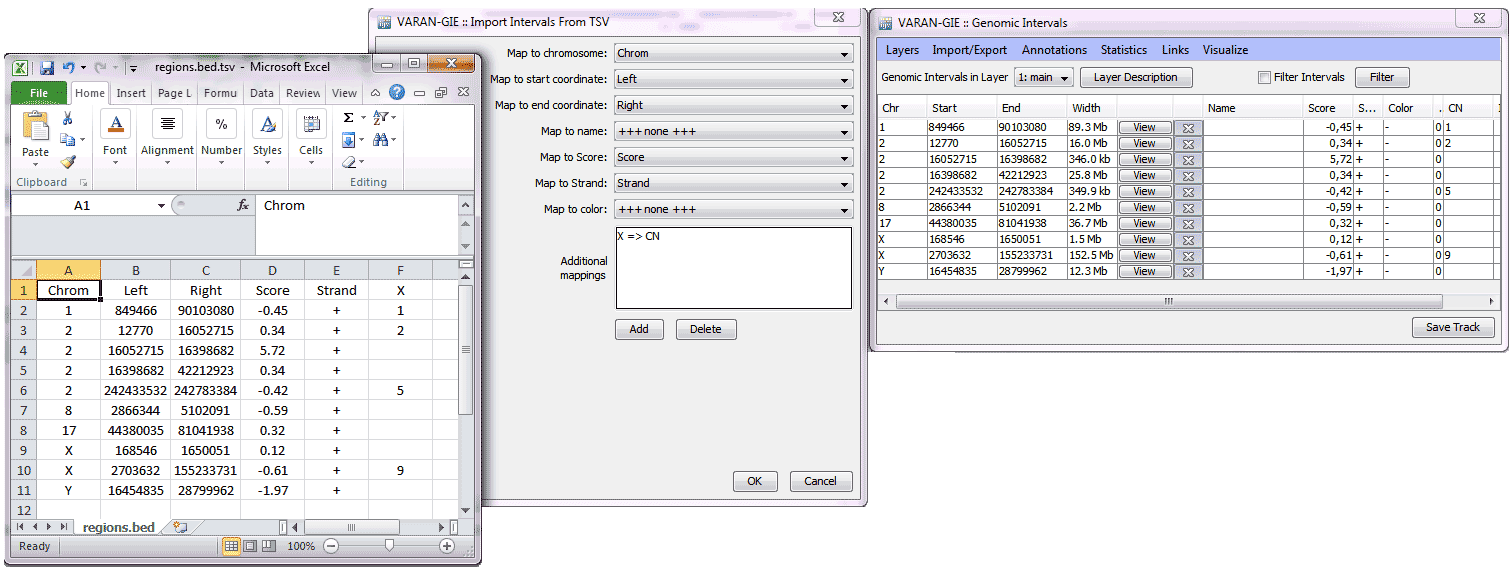 regions.bed.tsv - Microsoft Excel
File Home Insert Page L Formu Data Review View
Paste Font Alignment Number Styles Cells
Clipboard Editing
A1 fx Chrom
A B C D E F
1 Chrom Left Right Score Strand X
2 1 849466 90103080 -0.45 + 1
3 2 12770 16052715 0.34 + 2
4 2 16052715 16398682 5.72 +
5 2 16398682 42212923 0.34 +
6 2 242433532 242783384 -0.42 + 5
7 8 2866344 5102091 -0.59 +
8 17 44380035 81041938 0.32 +
9 X 168546 1650051 0.12 +
10 X 2703632 155233731 -0.61 + 9
11 Y 16454835 28799962 -1.97 +
12
regions.bed
Ready 100%
VARAN-GIE :: Import Intervals From TSV
Map to chromosome: Chrom
Map to start coordinate: Left
Map to end coordinate: Right
Map to name: +++ none +++
Map to Score: Score
Map to Strand: Strand
Map to color: +++ none +++
Additional mappings
X => CN
Add Delete
OK Cancel
VARAN-GIE :: Genomic Intervals
Layers Import/Export Annotations Statistics Links Visualize
Genomic Intervals in Layer 1: main Layer Description Filter Intervals Filter
Chr Start End Width Name Score S... Color . CN
1 849466 90103080 89.3 Mb View -0,45 + - 0 1
2 12770 16052715 16.0 Mb View 0,34 + - 0 2
2 16052715 16398682 346.0 kb View 5,72 + - 0
2 16398682 42212923 25.8 Mb View 0,34 + - 0
2 242433532 242783384 349.9 kb View -0,42 + - 0 5
8 2866344 5102091 2.2 Mb View -0,59 + - 0
17 44380035 81041938 36.7 Mb View 0,32 + - 0
X 168546 1650051 1.5 Mb View 0,12 + - 0
X 2703632 155233731 152.5 Mb View -0,61 + - 0 9
Y 16454835 28799962 12.3 Mb View -1,97 + - 0
Save Track